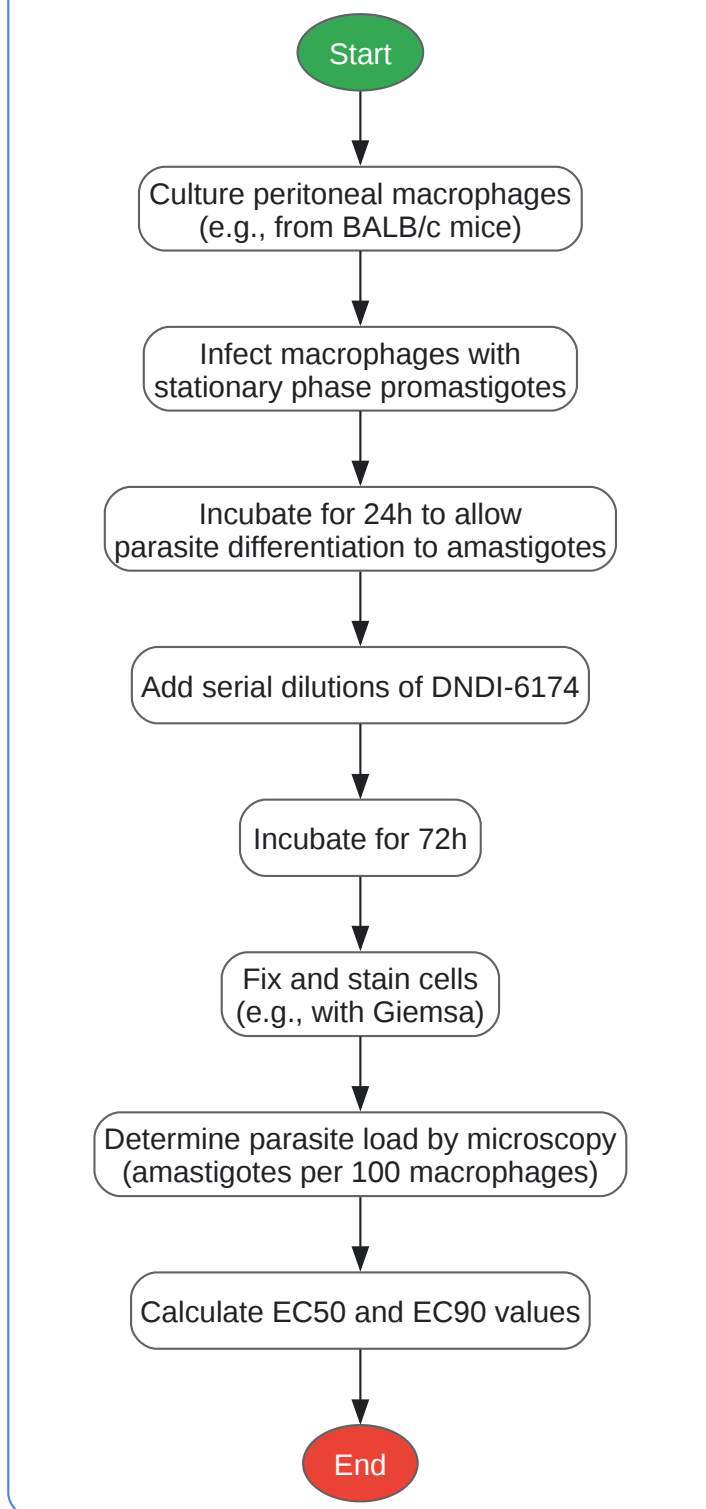 Start
Culture peritoneal macrophages
(e.g., from BALB/c mice)
Infect macrophages with
stationary phase promastigotes
Incubate for 24h to allow
parasite differentiation to amastigotes
Add serial dilutions of DNDI-6174
Incubate for 72h
Fix and stain cells
(e.g., with Giemsa)
Determine parasite load by microscopy
(amastigotes per 100 macrophages)
Calculate EC50 and EC90 values
End